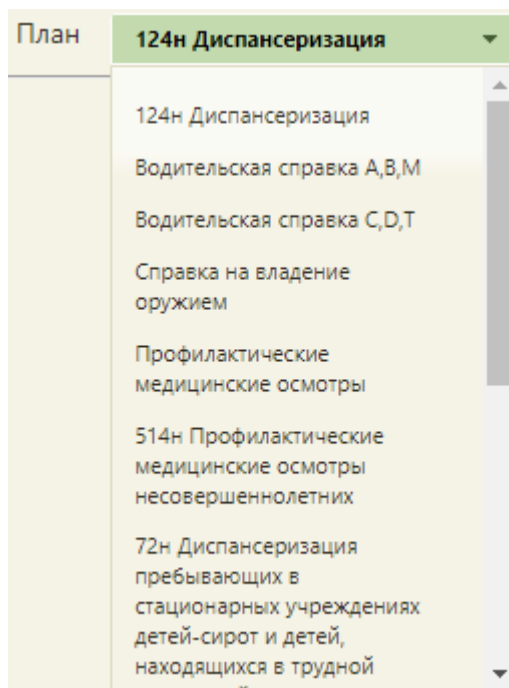 План
124н Диспансеризация
124н Диспансеризация
Водительская справка A,B,M
Водительская справка C,D,T
Справка на владение
оружием
Профилактические
медицинские осмотры
514н Профилактические
медицинские осмотры
несовершеннолетних
72н Диспансеризация
пребывающих в
стационарных учреждениях
детей-сирот и детей,
находящихся в трудной